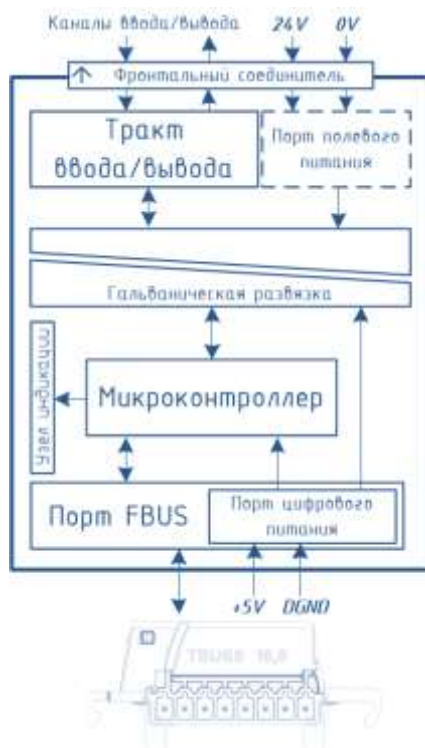 Каналы ввода/вывода 24V 0V
Фронтальный соединитель
Тракт
ввода/вывода
Порт полевого
питания
Гальваническая развязка
Узел индикации
Микроконтроллер
Порт FBUS
Порт цифрового
питания
+5V DGND